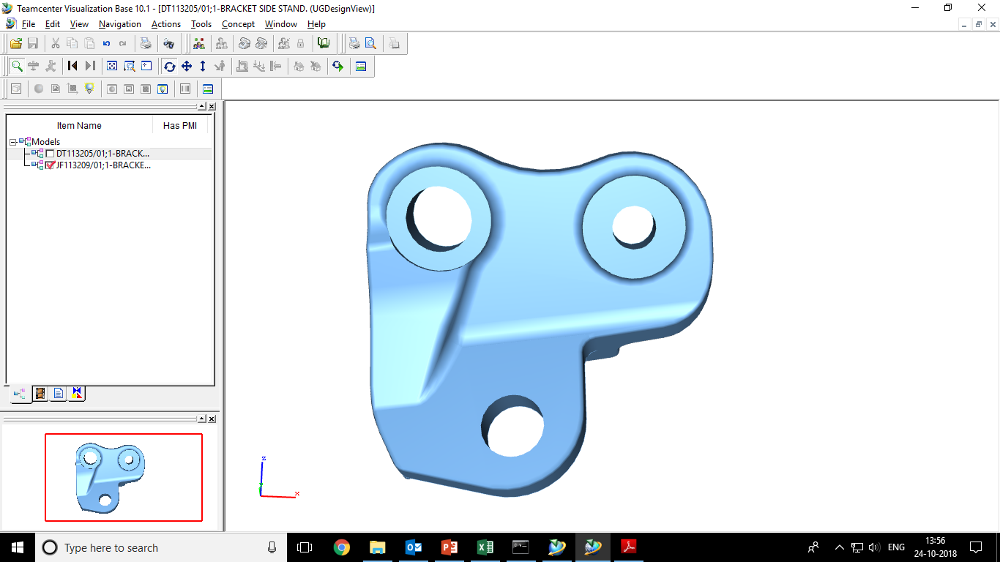 Teamcenter Visualization Base 10.1 - [DT113205/01;1-BRACKET SIDE STAND. (UGDesignView)]
File Edit View Navigation Actions Tools Concept Window Help
Item Name Has PMI
Models
DT113205/01;1-BRACK...
JF113209/01;1-BRACKE...
z
x
Type here to search
ENG
13:56
24-10-2018